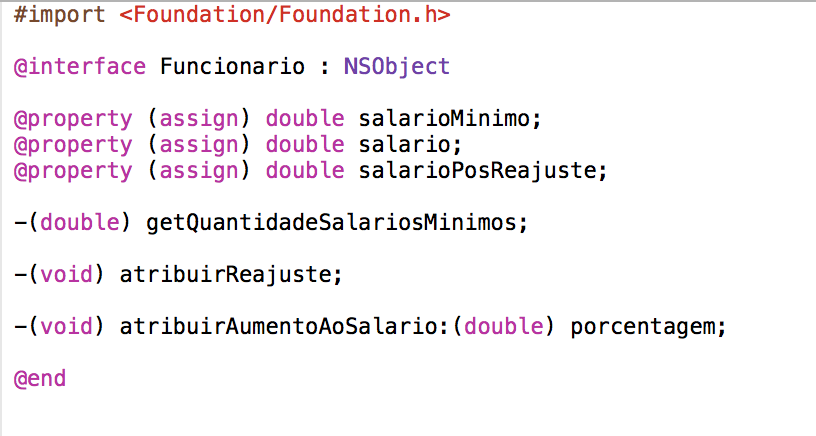 #import <Foundation/Foundation.h>
@interface Funcionario : NSObject
@property (assign) double salarioMinimo;
@property (assign) double salario;
@property (assign) double salarioPosReajuste;
-(double) getQuantidadeSalariosMinimos;
-(void) atribuirReajuste;
-(void) atribuirAumentoAoSalario:(double) porcentagem;
@end